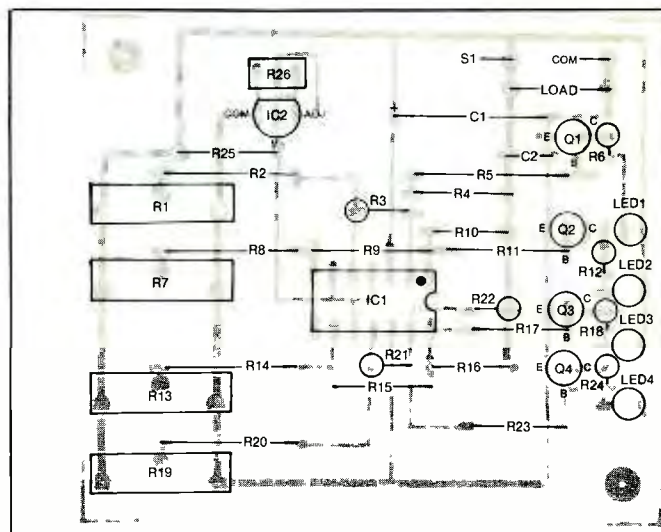 R26
S1
COM
LOAD
COM
IC2
ADJ
+
C1
E
Q1
C
B
R6
R25
C2
R2
R5
R4
R1
R3
LED1
R10
E
Q2
C
R8
R9
R11
B
R12
LED2
R7
IC1
R22
E
Q3
C
R17
B
R18
LED3
R14
R21
R16
E
Q4
C
R13
R15
B
R24
LED4
R20
R23
R19